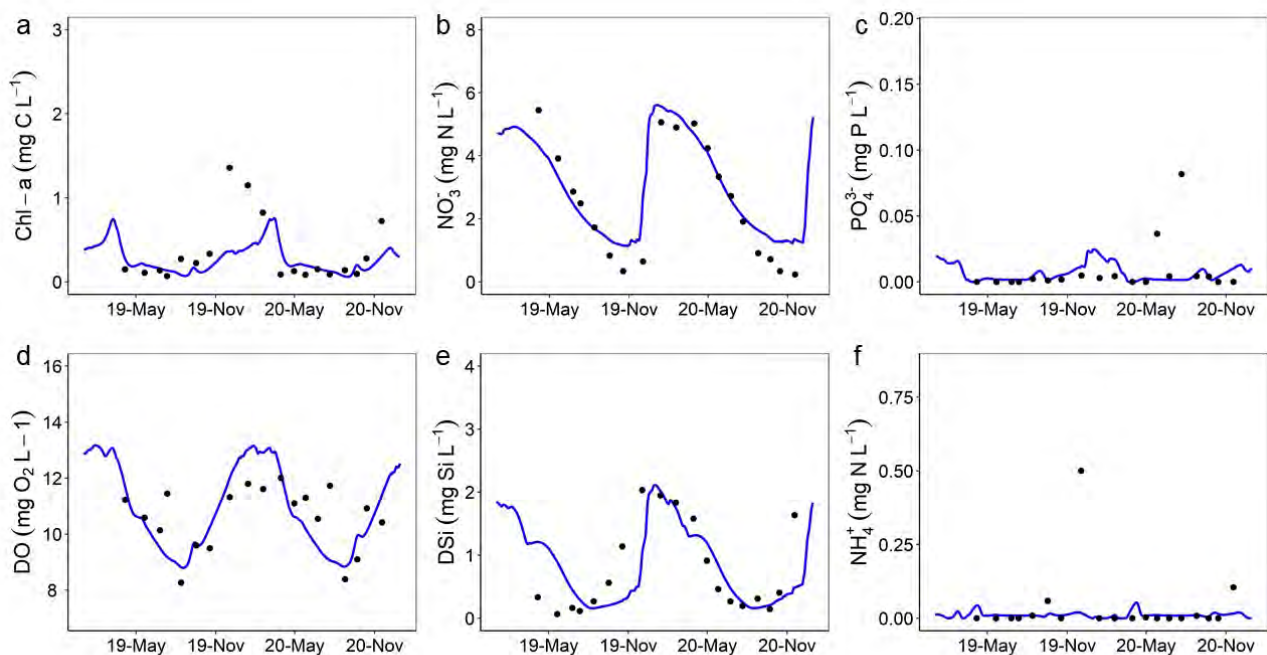 a
Chl – a (mg C L⁻¹)
3
2
1
0
19-May 19-Nov 20-May 20-Nov
b
NO₃⁻ (mg N L⁻¹)
8
6
4
2
0
19-May 19-Nov 20-May 20-Nov
c
PO₄³⁻ (mg P L⁻¹)
0.20
0.15
0.10
0.05
0.00
19-May 19-Nov 20-May 20-Nov
d
DO (mg O₂ L – 1)
16
14
12
10
8
19-May 19-Nov 20-May 20-Nov
e
DSi (mg Si L⁻¹)
4
3
2
1
0
19-May 19-Nov 20-May 20-Nov
f
NH₄⁺ (mg N L⁻¹)
0.75
0.50
0.25
0.00
19-May 19-Nov 20-May 20-Nov